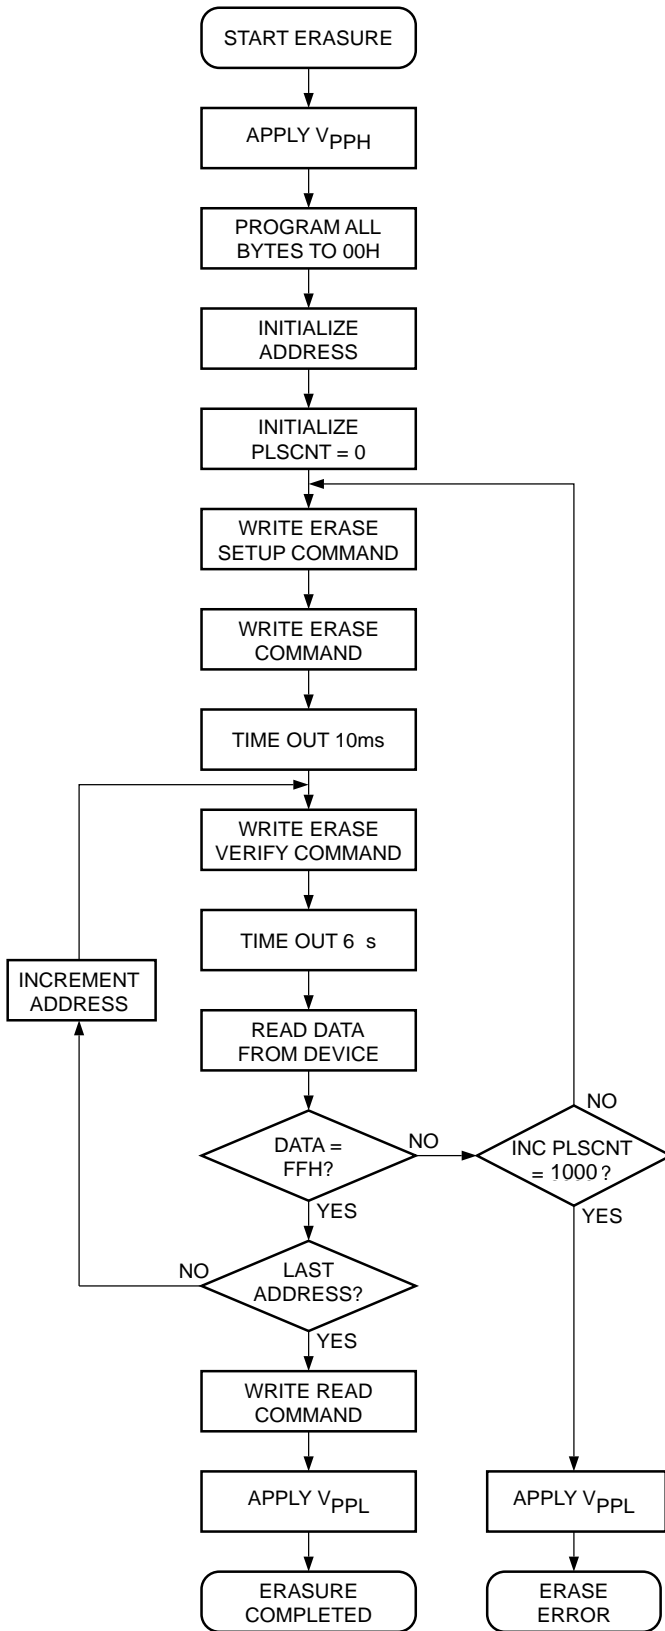 START ERASURE
APPLY VPPH
PROGRAM ALL
BYTES TO 00H
INITIALIZE
ADDRESS
INITIALIZE
PLSCNT = 0
WRITE ERASE
SETUP COMMAND
WRITE ERASE
COMMAND
TIME OUT 10ms
WRITE ERASE
VERIFY COMMAND
TIME OUT 6 s
INCREMENT
ADDRESS
READ DATA
FROM DEVICE
DATA =
FFH?
NO
INC PLSCNT
= 1000 ?
NO
YES
YES
LAST
ADDRESS?
NO
YES
WRITE READ
COMMAND
APPLY VPPL
APPLY VPPL
ERASURE
COMPLETED
ERASE
ERROR